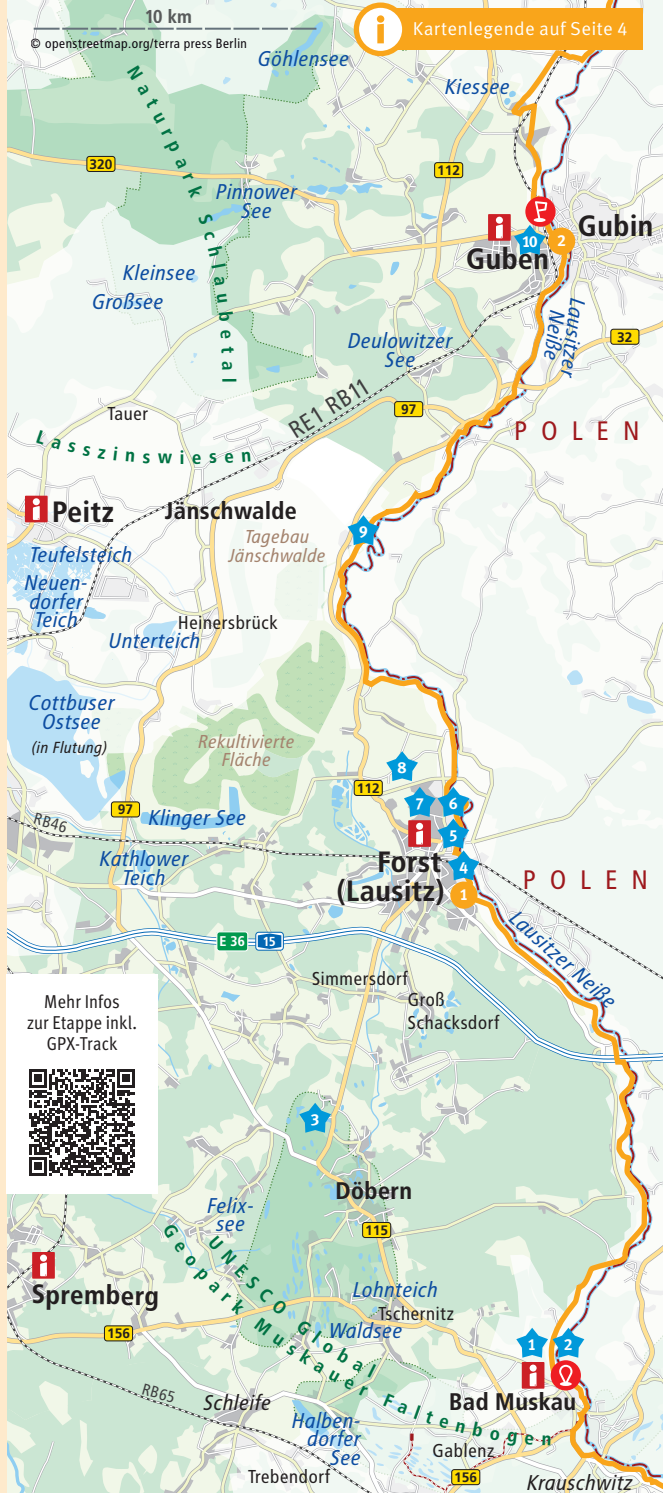 10 km
© openstreetmap.org/terra press Berlin
Kartenlegende auf Seite 4
Göhlensee
Kiessee
Naturpark Schlaubetal
320
112
Pinnower
See
Gubin
10
2
Guben
Kleinsee
Großsee
Lausitzer
Neiße
Deulowitzer
See
32
RE1 RB11
97
Tauer
POLEN
Lasszinswiesen
Peitz
Jänschwalde
9
Tagebau
Jänschwalde
Teufelsteich
Neuen-
dorfer
Teich
Heinersbrück
Unterteich
Cottbuser
Ostsee
(in Flutung)
Rekultivierte
Fläche
8
112
97
Klinger See
7
6
RB46
5
Kathlower
Teich
Forst
(Lausitz)
4
1
POLEN
Lausitzer Neiße
E 36
15
Simmersdorf
Groß
Schacksdorf
Mehr Infos
zur Etappe inkl.
GPX-Track
3
Döbern
Felix-
see
115
UNESCO Global
Geopark Muskauer Faltenbogen
Spremberg
Lohnteich
Tschernitz
156
Waldsee
1
2
RB65
Schleife
Bad Muskau
Halben-
dorfer
See
Gablenz
Trebendorf
156
Krauschwitz